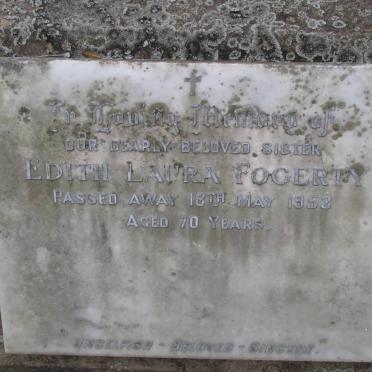 In Loving Memory of
OUR DEARLY BELOVED SISTER
EDITH LAURA FOGERTY
PASSED AWAY 18TH MAY 1958
AGED 70 YEARS.
UNSELFISH - BELOVED - SINCERE.